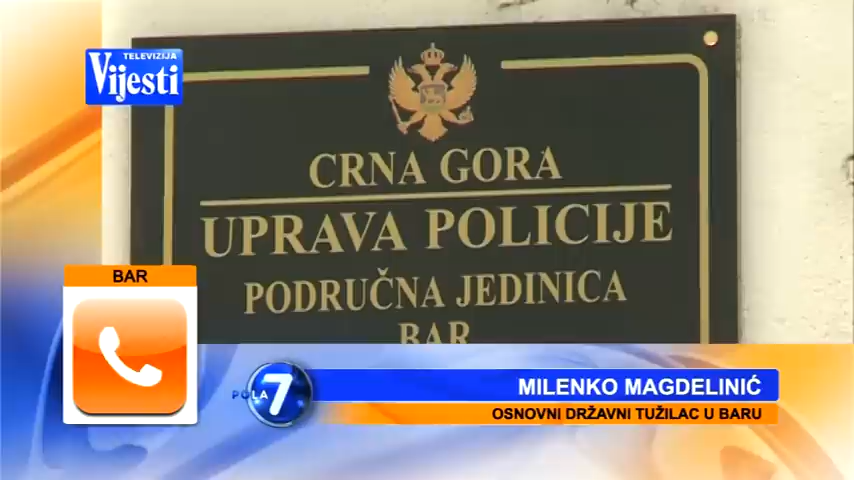 TELEVIZIJA
Vijesti
CRNA GORA
UPRAVA POLICIJE
PODRUČNA JEDINICA
BAR
BAR
POLA 7
MILENKO MAGDELINIĆ
OSNOVNI DRŽAVNI TUŽILAC U BARU